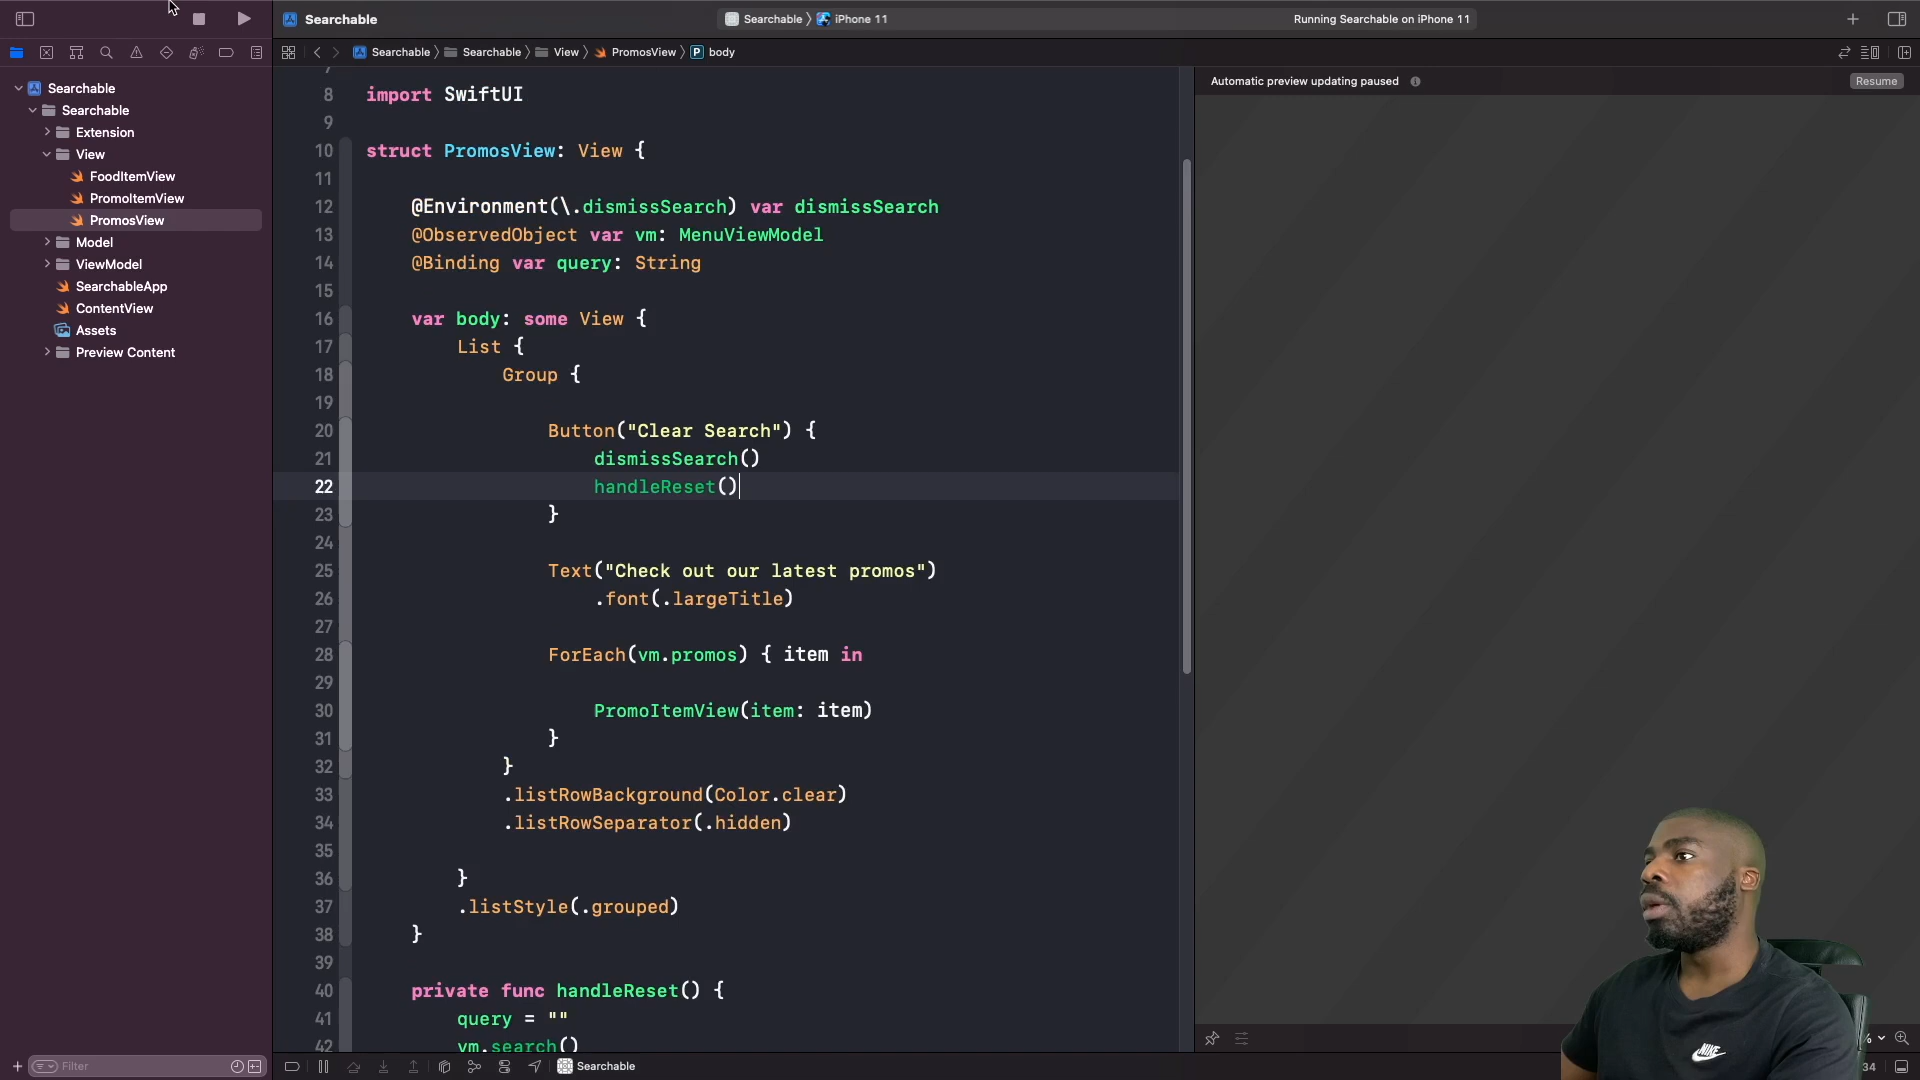 Searchable
Searchable
iPhone 11
Running Searchable on iPhone 11
Searchable
Searchable
View
PromosView
P body
Searchable
Searchable
Extension
View
FoodItemView
PromoItemView
PromosView
Model
ViewModel
SearchableApp
ContentView
Assets
Preview Content
Filter
8 import SwiftUI
9
10 struct PromosView: View {
11
12 @Environment(\.dismissSearch) var dismissSearch
13 @ObservedObject var vm: MenuViewModel
14 @Binding var query: String
15
16 var body: some View {
17 List {
18 Group {
19
20 Button("Clear Search") {
21 dismissSearch()
22 handleReset()
23 }
24
25 Text("Check out our latest promos")
26 .font(.largeTitle)
27
28 ForEach(vm.promos) { item in
29
30 PromoItemView(item: item)
31 }
32 }
33 .listRowBackground(Color.clear)
34 .listRowSeparator(.hidden)
35
36 }
37 .listStyle(.grouped)
38 }
39
40 private func handleReset() {
41 query = ""
42 vm.search()
Searchable
Automatic preview updating paused
Resume
%
34